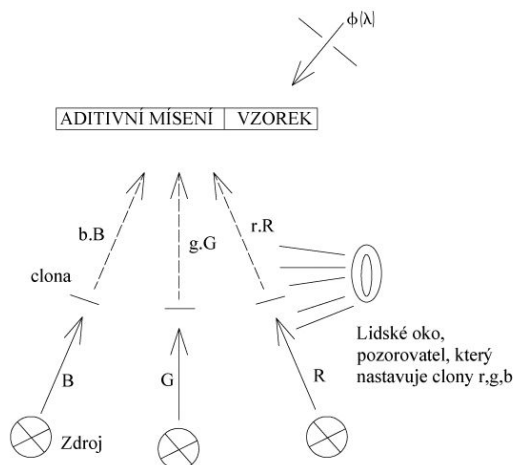 ϕ(λ)
ADITIVNÍ MÍSENÍ VZOREK
b.B
g.G
r.R
clona
Lidské oko,
pozorovatel, který
nastavuje clony r,g,b
B
G
R
Zdroj